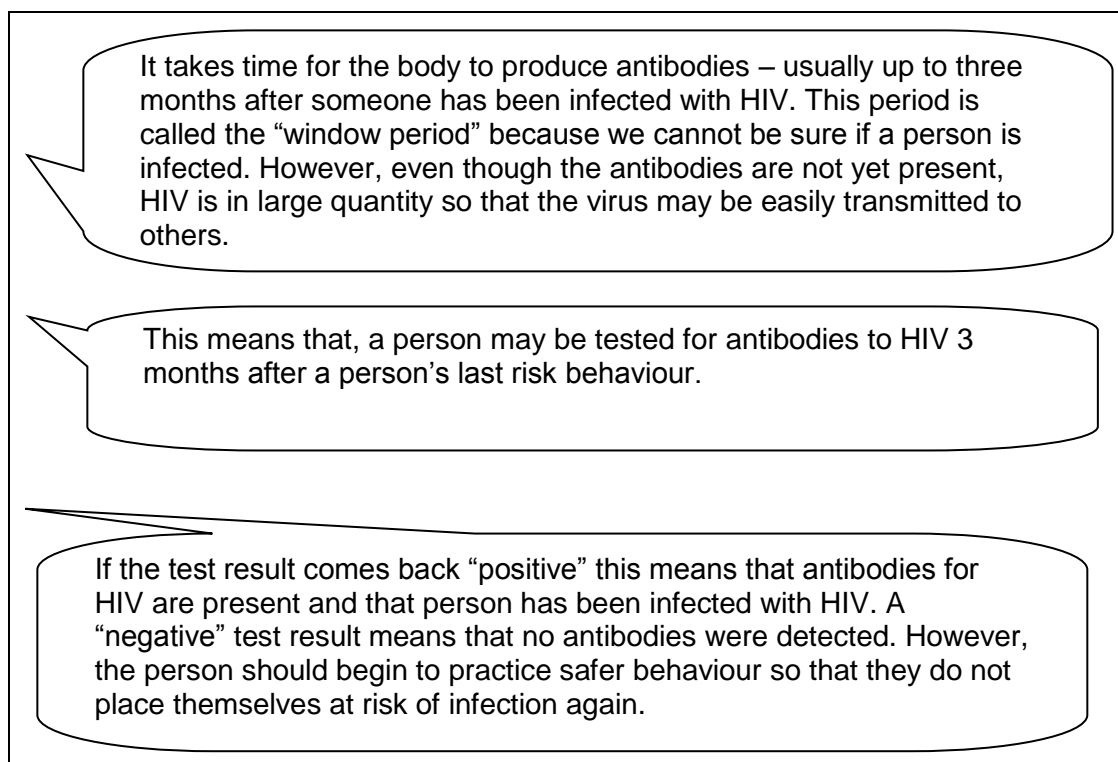 It takes time for the body to produce antibodies – usually up to three
months after someone has been infected with HIV. This period is
called the “window period” because we cannot be sure if a person is
infected. However, even though the antibodies are not yet present,
HIV is in large quantity so that the virus may be easily transmitted to
others.
This means that, a person may be tested for antibodies to HIV 3
months after a person’s last risk behaviour.
If the test result comes back “positive” this means that antibodies for
HIV are present and that person has been infected with HIV. A
“negative” test result means that no antibodies were detected. However,
the person should begin to practice safer behaviour so that they do not
place themselves at risk of infection again.